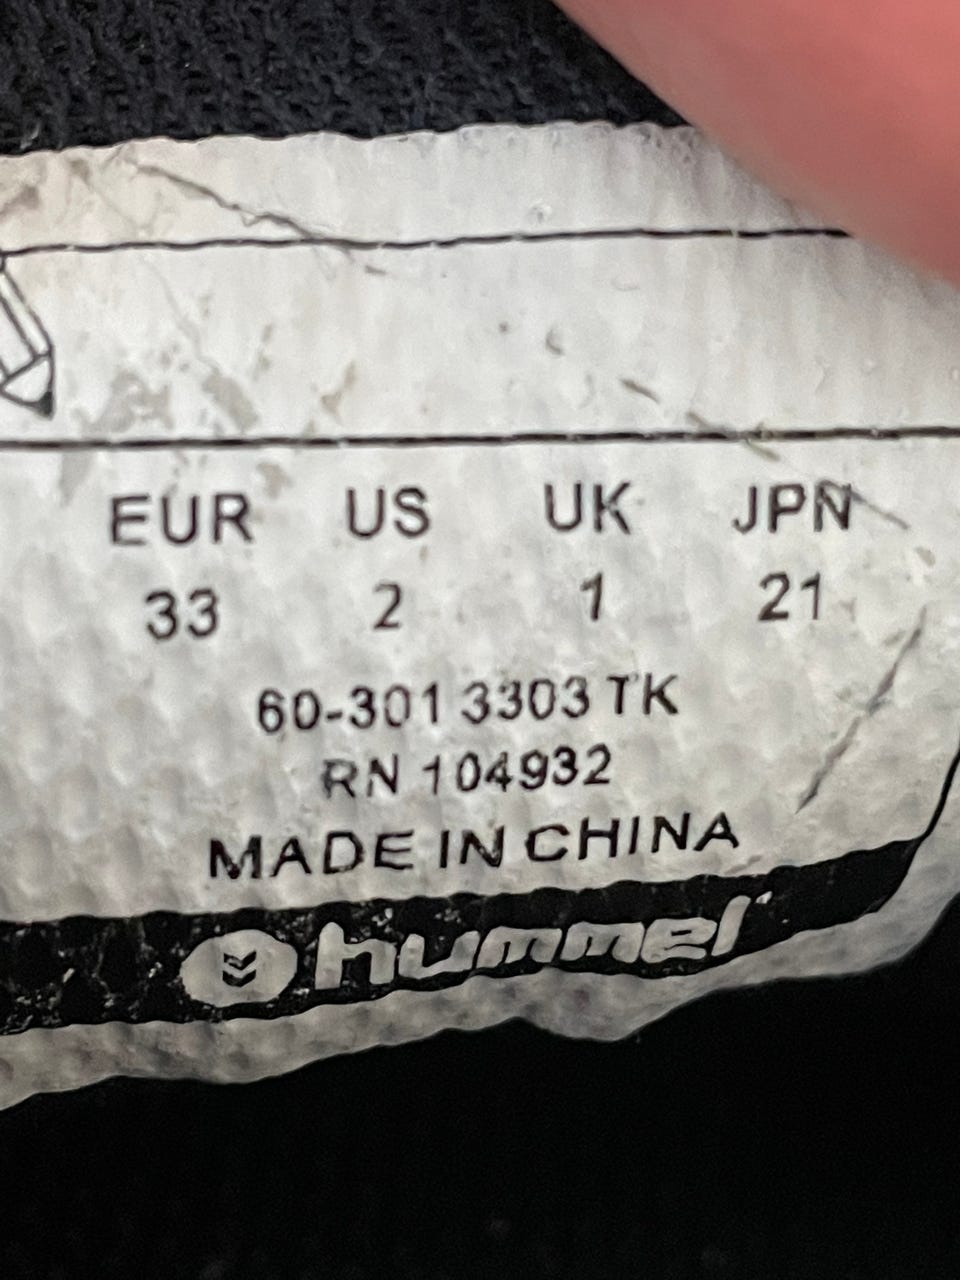 EUR US UK JPN
33 2 1 21
60-301 3303 TK
RN 104932
MADE IN CHINA
hummel